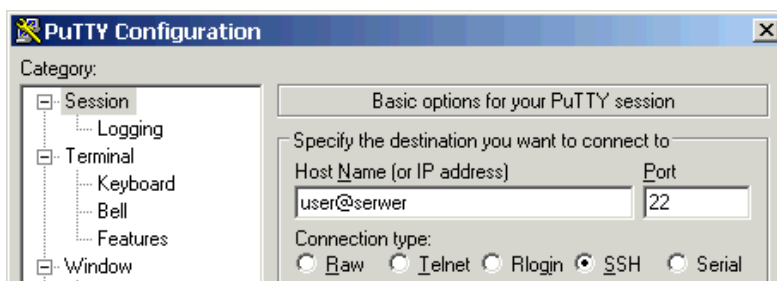 PuTTY Configuration
Category:
Session
Logging
Terminal
Keyboard
Bell
Features
Window
Basic options for your PuTTY session
Specify the destination you want to connect to
Host Name (or IP address) Port
user@serwer 22
Connection type:
Raw Telnet Rlogin SSH Serial